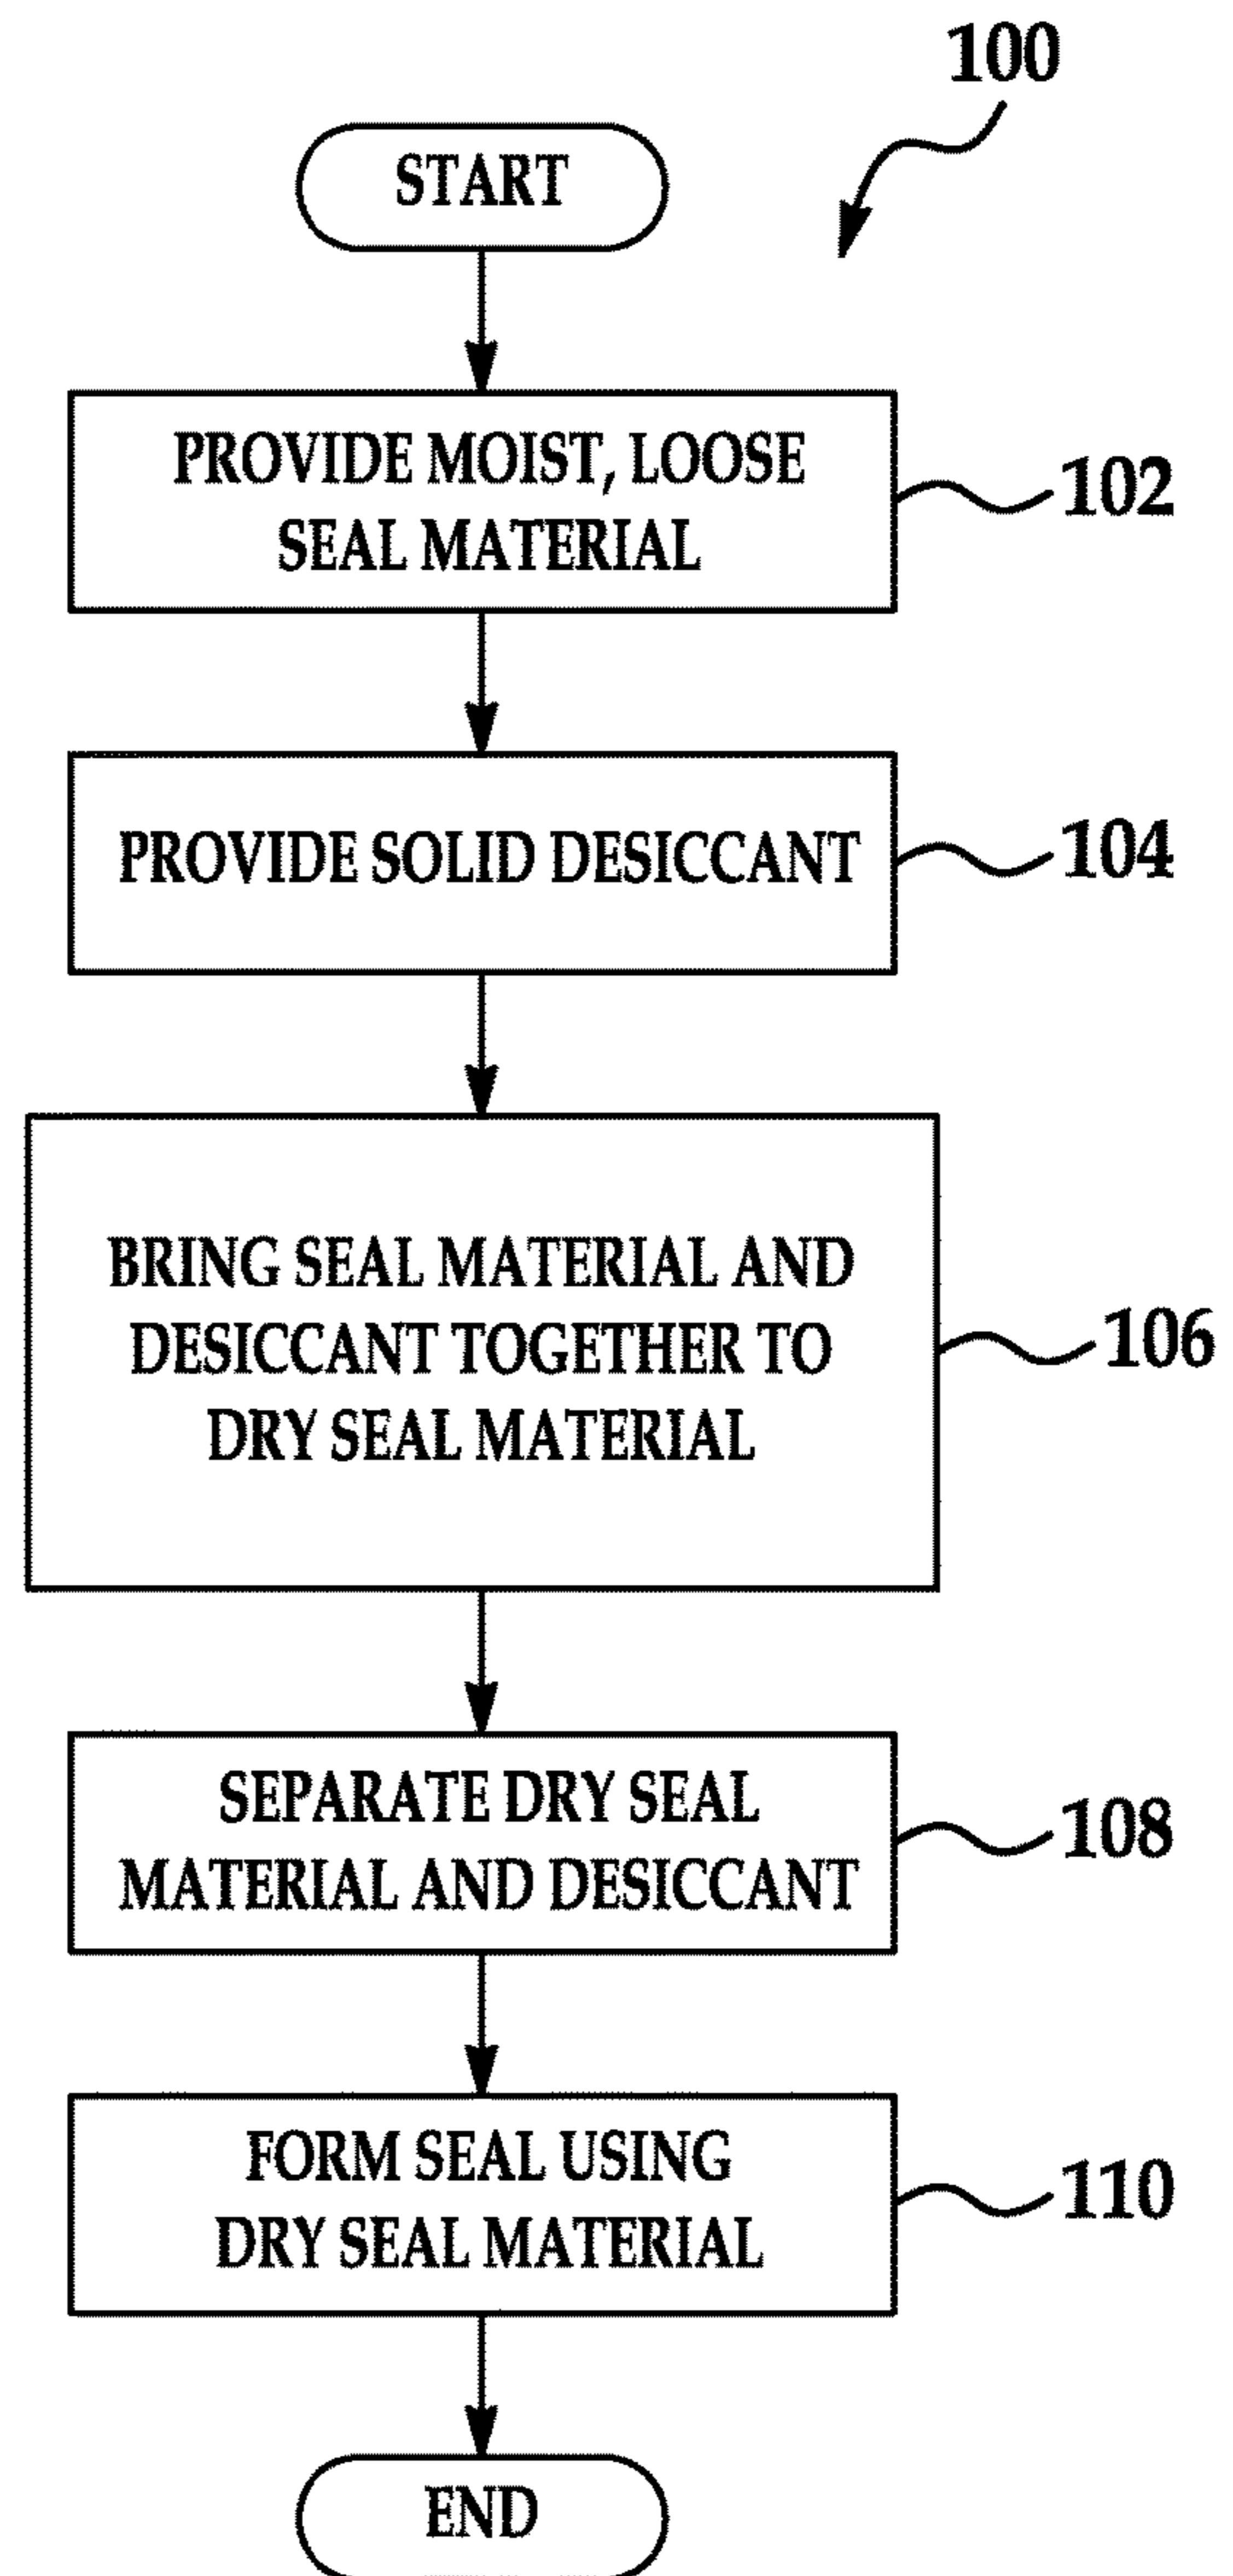 100
START
PROVIDE MOIST, LOOSE
SEAL MATERIAL
102
PROVIDE SOLID DESICCANT
104
BRING SEAL MATERIAL AND
DESICCANT TOGETHER TO
DRY SEAL MATERIAL
106
SEPARATE DRY SEAL
MATERIAL AND DESICCANT
108
FORM SEAL USING
DRY SEAL MATERIAL
110
END